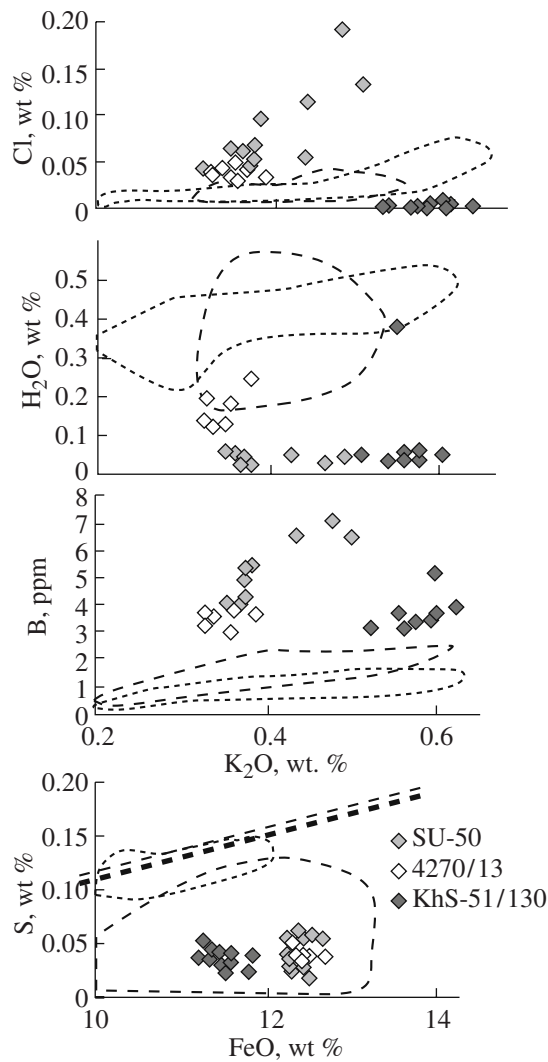 0.20
0.15
0.10
0.05
0
Cl, wt %
0.5
0.4
0.3
0.2
0.1
0
H₂O, wt %
8
7
6
5
4
3
2
1
0
B, ppm
0.2 0.4 0.6
K₂O, wt. %
0.20
0.15
0.10
0.05
0.00
S, wt %
SU-50
4270/13
KhS-51/130
10 12 14
FeO, wt %